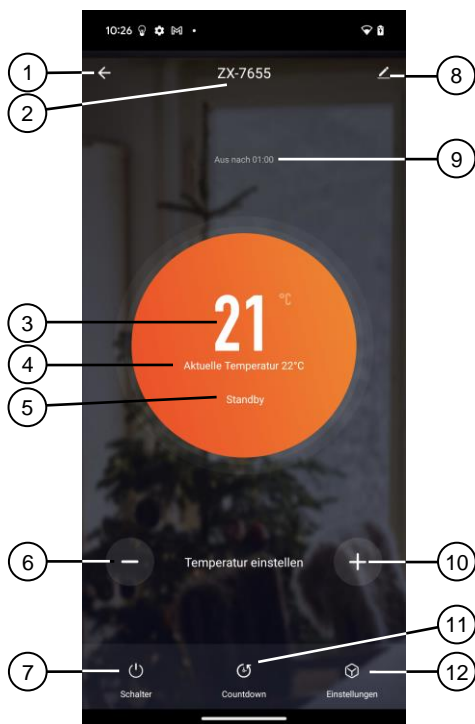 10:26
1
ZX-7655
8
2
Aus nach 01:00
9
3
21 °C
4
Aktuelle Temperatur 22°C
5
Standby
6
Temperatur einstellen
10
11
7
12
Schalter
Countdown
Einstellungen